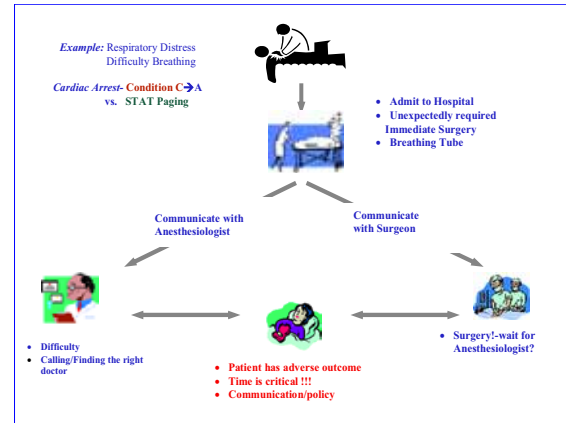 Example: Respiratory Distress
Difficulty Breathing
Cardiac Arrest- Condition C→A
vs. STAT Paging
• Admit to Hospital
• Unexpectedly required
Immediate Surgery
• Breathing Tube
Communicate with
Anesthesiologist
Communicate
with Surgeon
• Difficulty
• Calling/Finding the right
doctor
• Patient has adverse outcome
• Time is critical !!!
• Communication/policy
• Surgery!-wait for
Anesthesiologist?